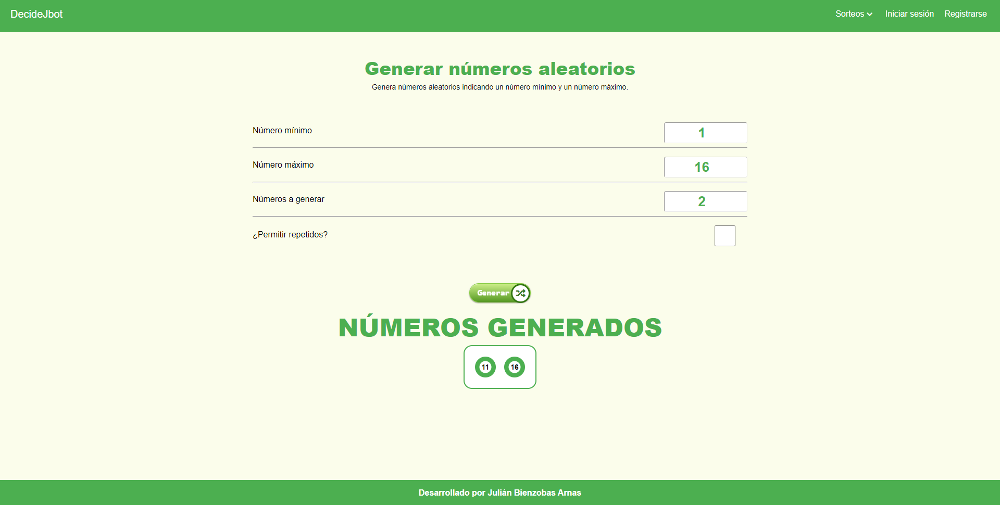 DecideJbot
Sorteos
Iniciar sesión
Registrarse
Generar números aleatorios
Genera números aleatorios indicando un número mínimo y un número máximo.
Número mínimo
1
Número máximo
16
Números a generar
2
¿Permitir repetidos?
Generar
NÚMEROS GENERADOS
11
16
Desarrollado por Julián Bienzobas Arnas